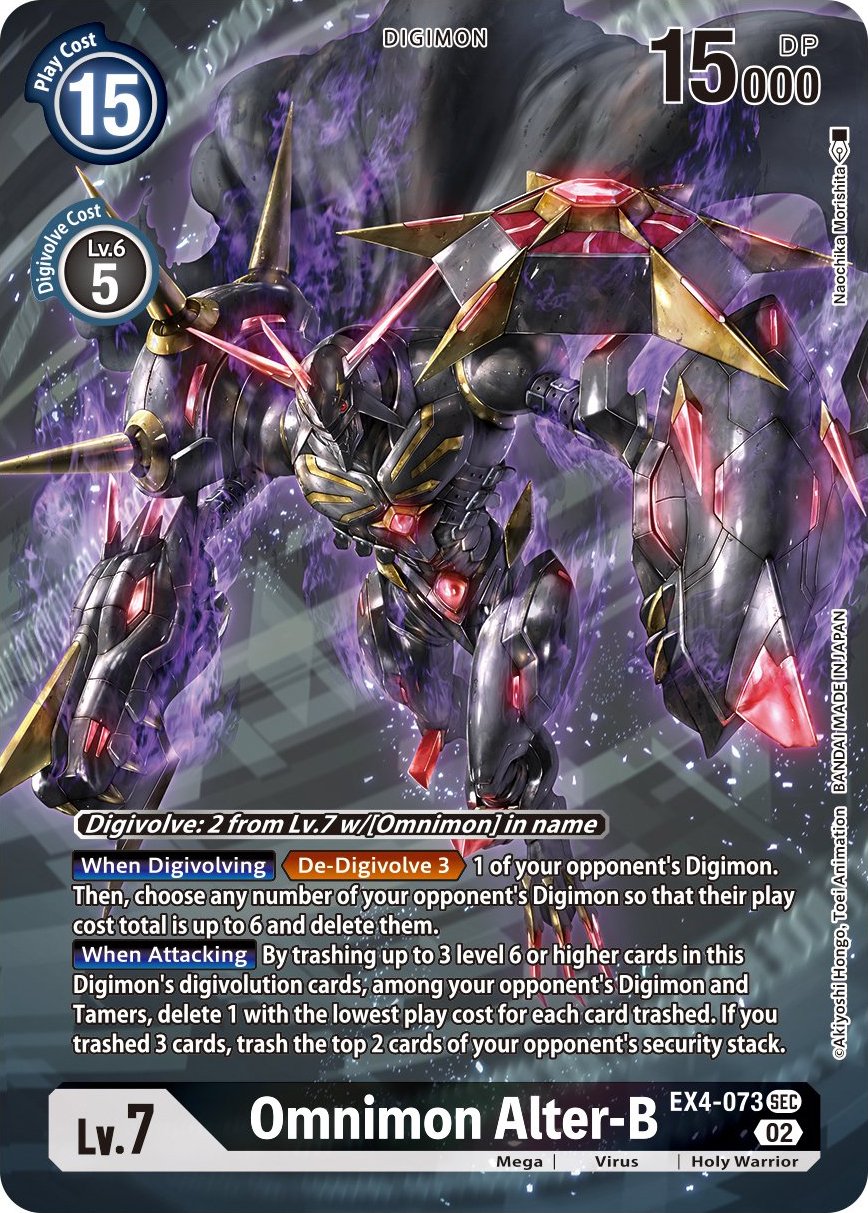 DIGIMON
Play Cost
15
15000
DP
Digivolve Cost
Lv.6
5
Naochika Morishita
Digivolve: 2 from Lv.7 w/[Omnimon] in name
When Digivolving De-Digivolve 3 1 of your opponent's Digimon.
Then, choose any number of your opponent's Digimon so that their play
cost total is up to 6 and delete them.
When Attacking By trashing up to 3 level 6 or higher cards in this
Digimon's digivolution cards, among your opponent's Digimon and
Tamers, delete 1 with the lowest play cost for each card trashed. If you
trashed 3 cards, trash the top 2 cards of your opponent's security stack.
©Akiyoshi Hongo, Toei Animation BANDAI MADE IN JAPAN
Lv.7
Omnimon Alter-B
EX4-073 SEC
02
Mega | Virus | Holy Warrior